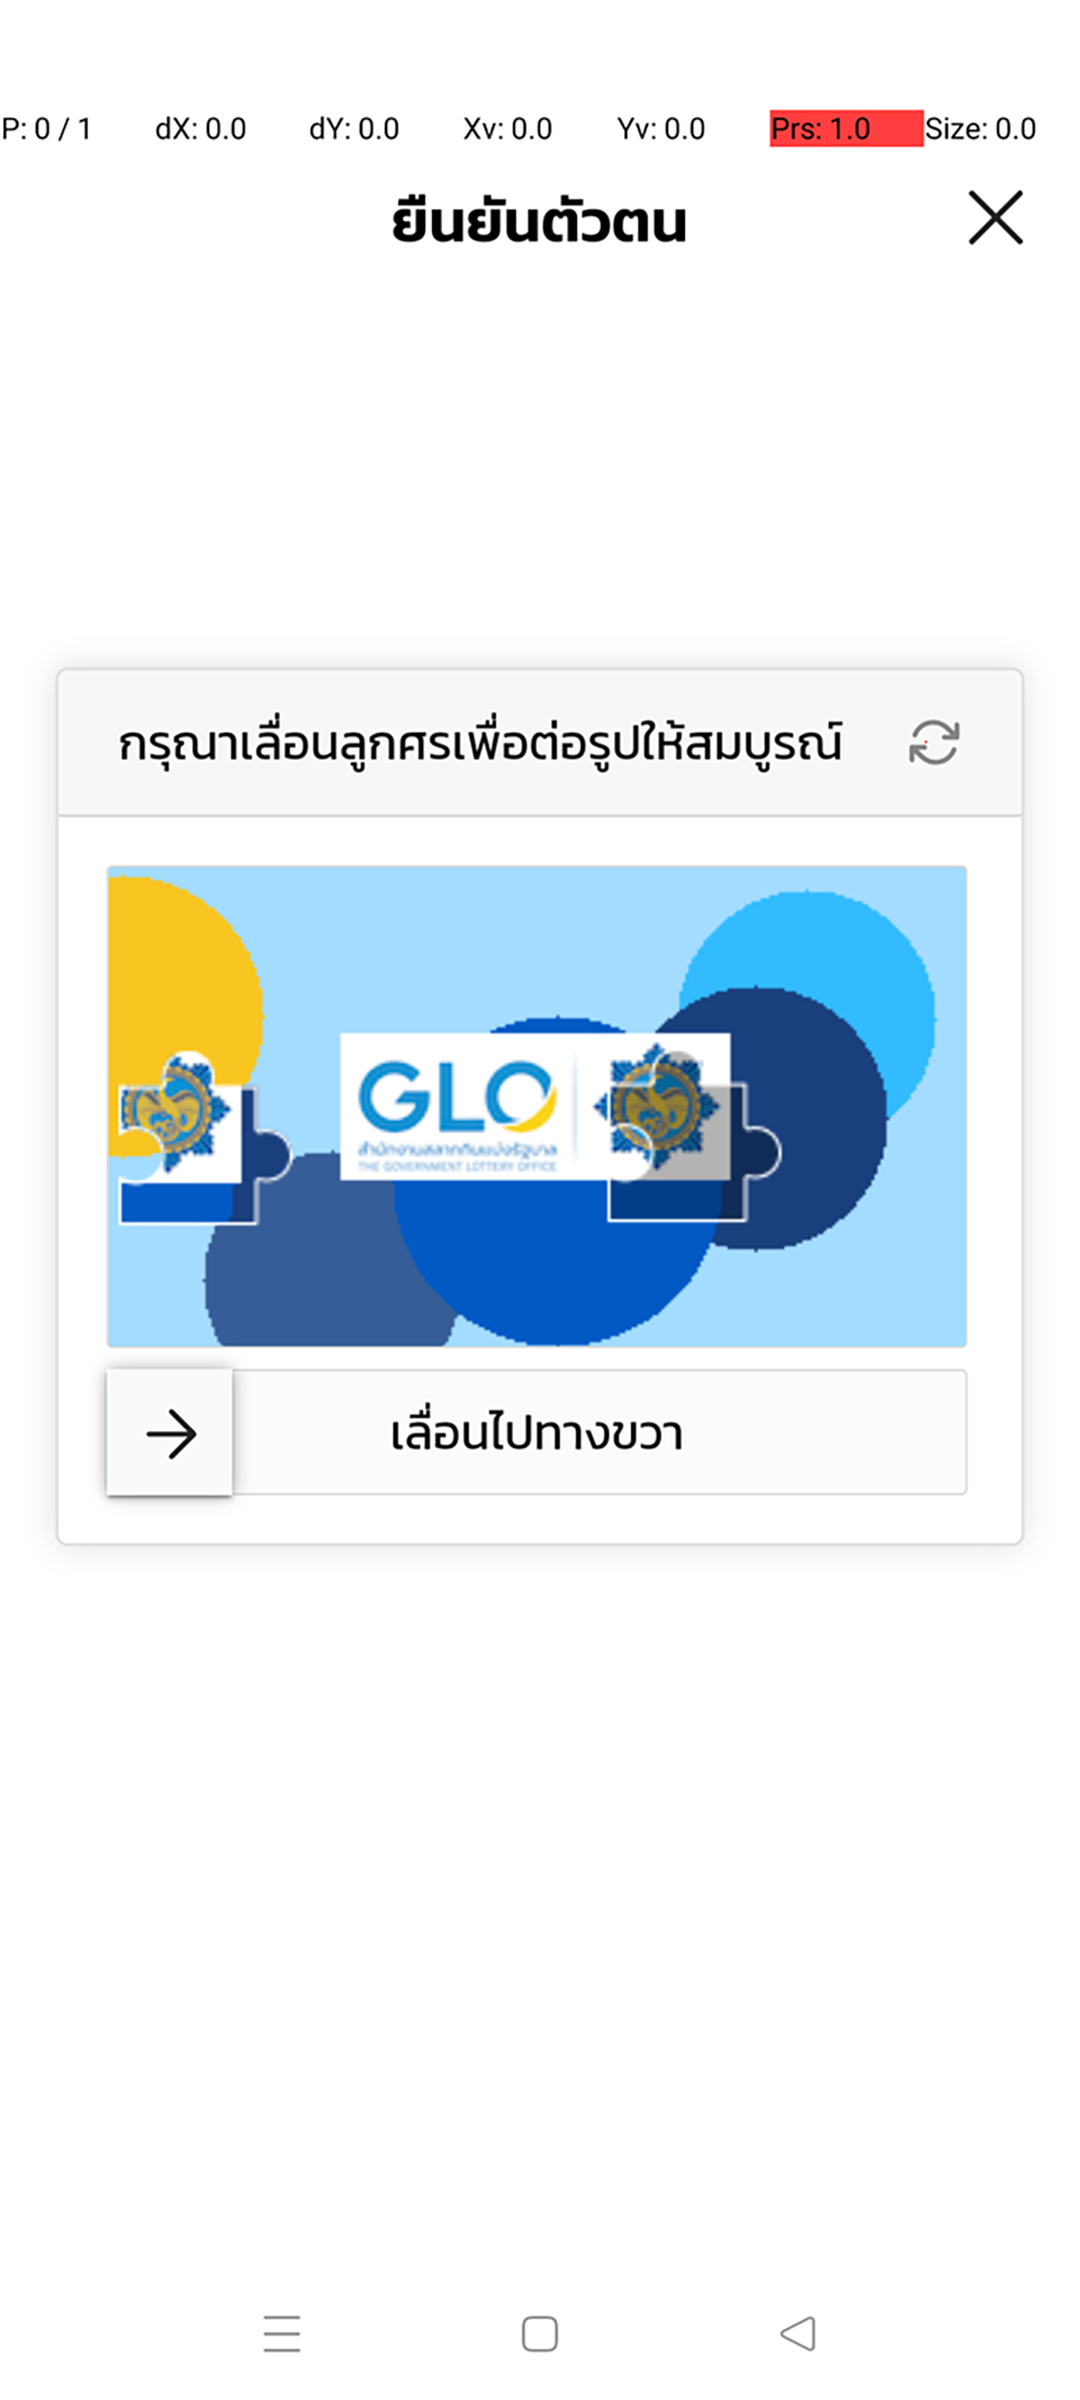 P: 0 / 1 dX: 0.0 dY: 0.0 Xv: 0.0 Yv: 0.0 Prs: 1.0 Size: 0.0
ยืนยันตัวตน
กรุณาเลื่อนลูกศรเพื่อต่อรูปให้สมบูรณ์
GLO
สำนักงานสลากกินแบ่งรัฐบาล
THE GOVERNMENT LOTTERY OFFICE
เลื่อนไปทางขวา